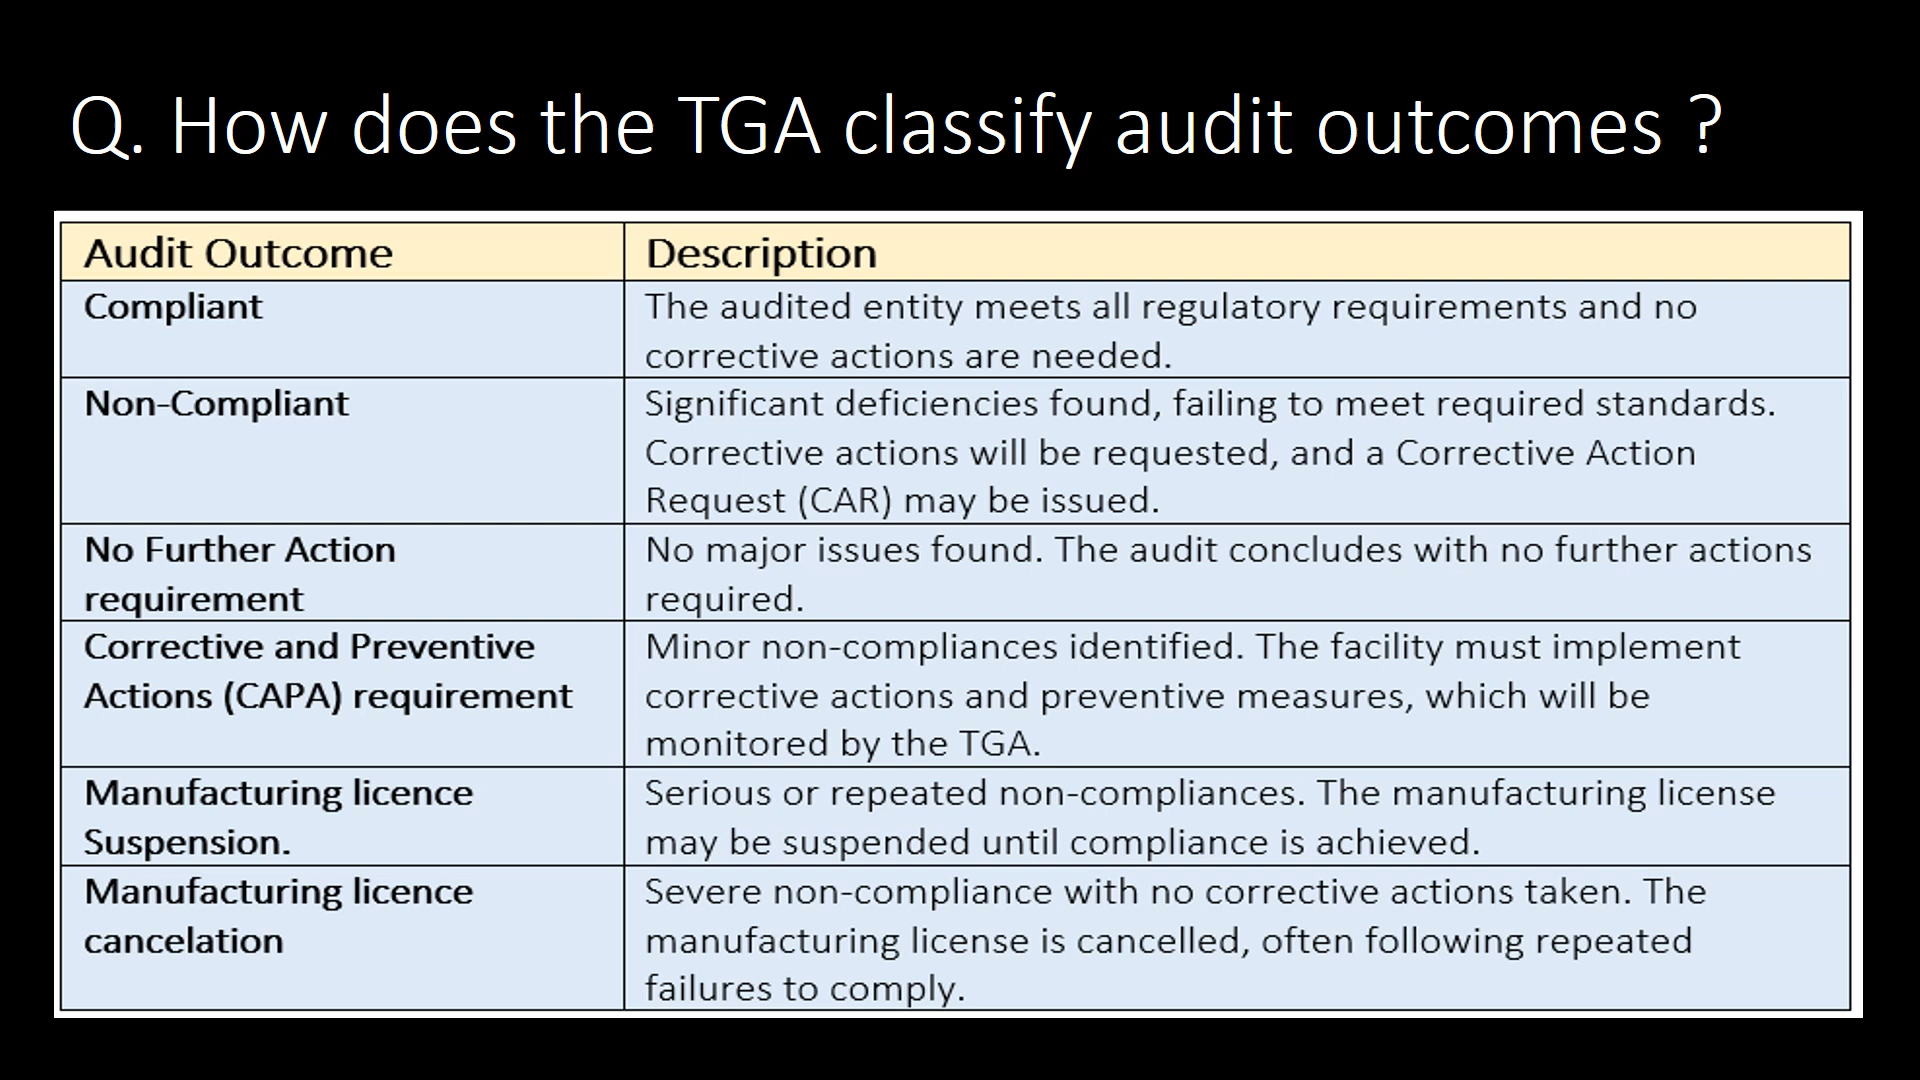 Q. How does the TGA classify audit outcomes ?
Audit Outcome
Description
Compliant
The audited entity meets all regulatory requirements and no
corrective actions are needed.
Non-Compliant
Significant deficiencies found, failing to meet required standards.
Corrective actions will be requested, and a Corrective Action
Request (CAR) may be issued.
No Further Action
requirement
No major issues found. The audit concludes with no further actions
required.
Corrective and Preventive
Actions (CAPA) requirement
Minor non-compliances identified. The facility must implement
corrective actions and preventive measures, which will be
monitored by the TGA.
Manufacturing licence
Suspension.
Serious or repeated non-compliances. The manufacturing license
may be suspended until compliance is achieved.
Manufacturing licence
cancelation
Severe non-compliance with no corrective actions taken. The
manufacturing license is cancelled, often following repeated
failures to comply.